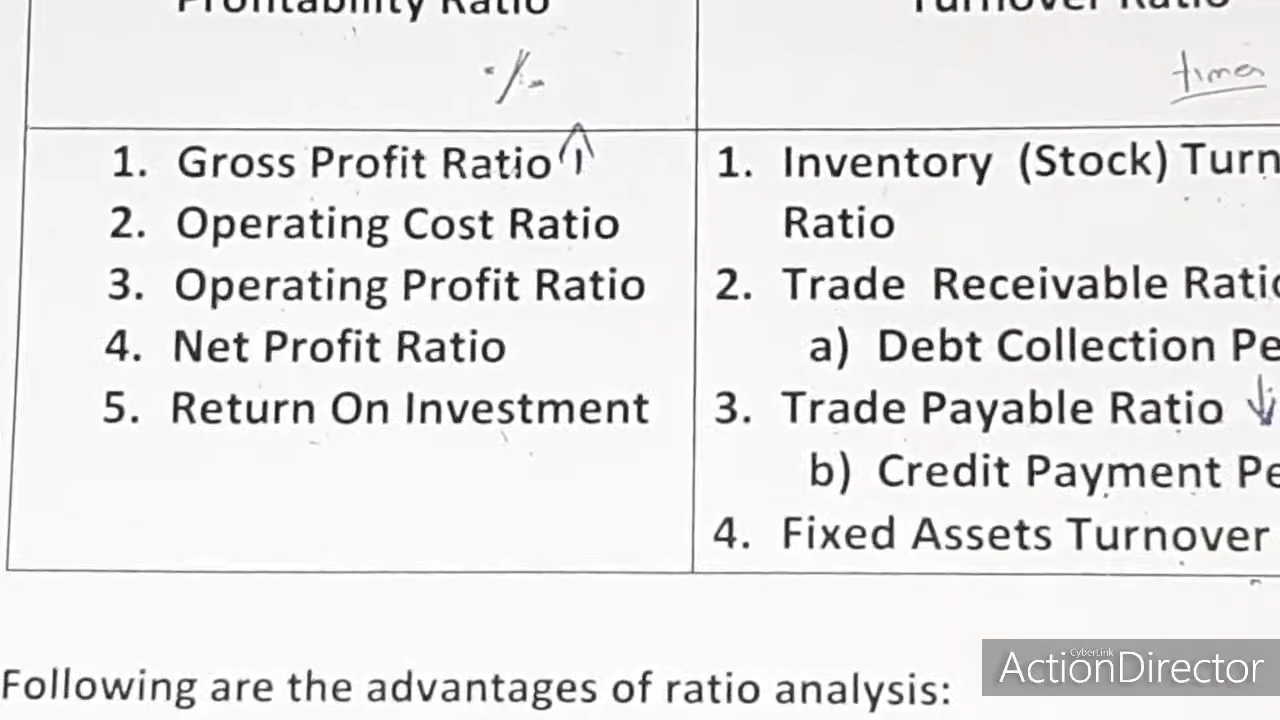 Profitability Ratio
Turnover Ratio
%
times
1. Gross Profit Ratio
2. Operating Cost Ratio
3. Operating Profit Ratio
4. Net Profit Ratio
5. Return On Investment
1. Inventory (Stock) Turn
Ratio
2. Trade Receivable Ratio
a) Debt Collection Pe
3. Trade Payable Ratio ↓
b) Credit Payment Pe
4. Fixed Assets Turnover
Following are the advantages of ratio analysis:
CyberLink
ActionDirector